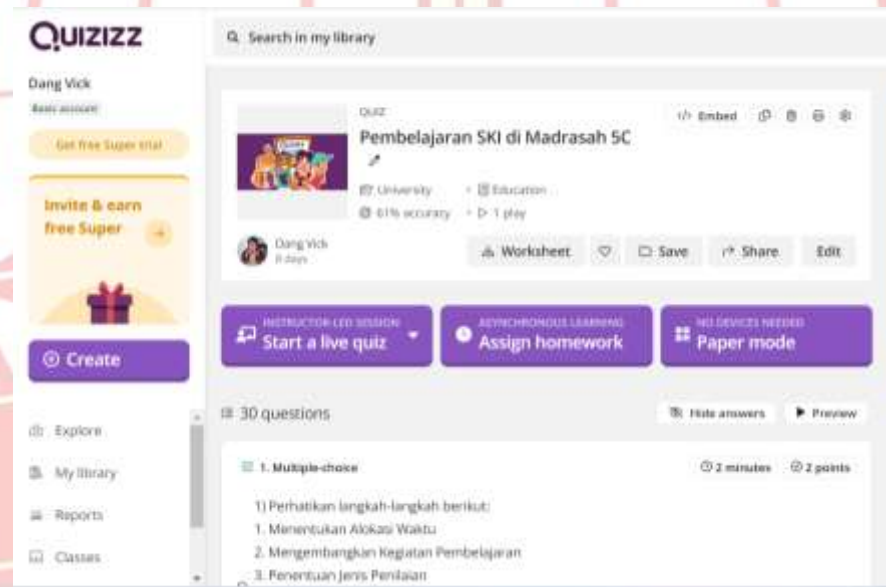 QUIZIZZ
Search in my library
Dang Vick
Basic account
Get free Super trial
Invite & earn
free Super
Create
Explore
My library
Reports
Classes
QUIZ
</> Embed
Pembelajaran SKI di Madrasah 5C
University
Education
61% accuracy
1 play
Dang Vick
8 days
Worksheet
Save
Share
Edit
INSTRUCTOR-LED SESSION
Start a live quiz
ASYNCHRONOUS LEARNING
Assign homework
NO DEVICES NEEDED
Paper mode
30 questions
Hide answers
Preview
1. Multiple-choice
2 minutes
2 points
1) Perhatikan langkah-langkah berikut:
1. Menentukan Alokasi Waktu
2. Mengembangkan Kegiatan Pembelajaran
3. Penentuan Jenis Penilaian